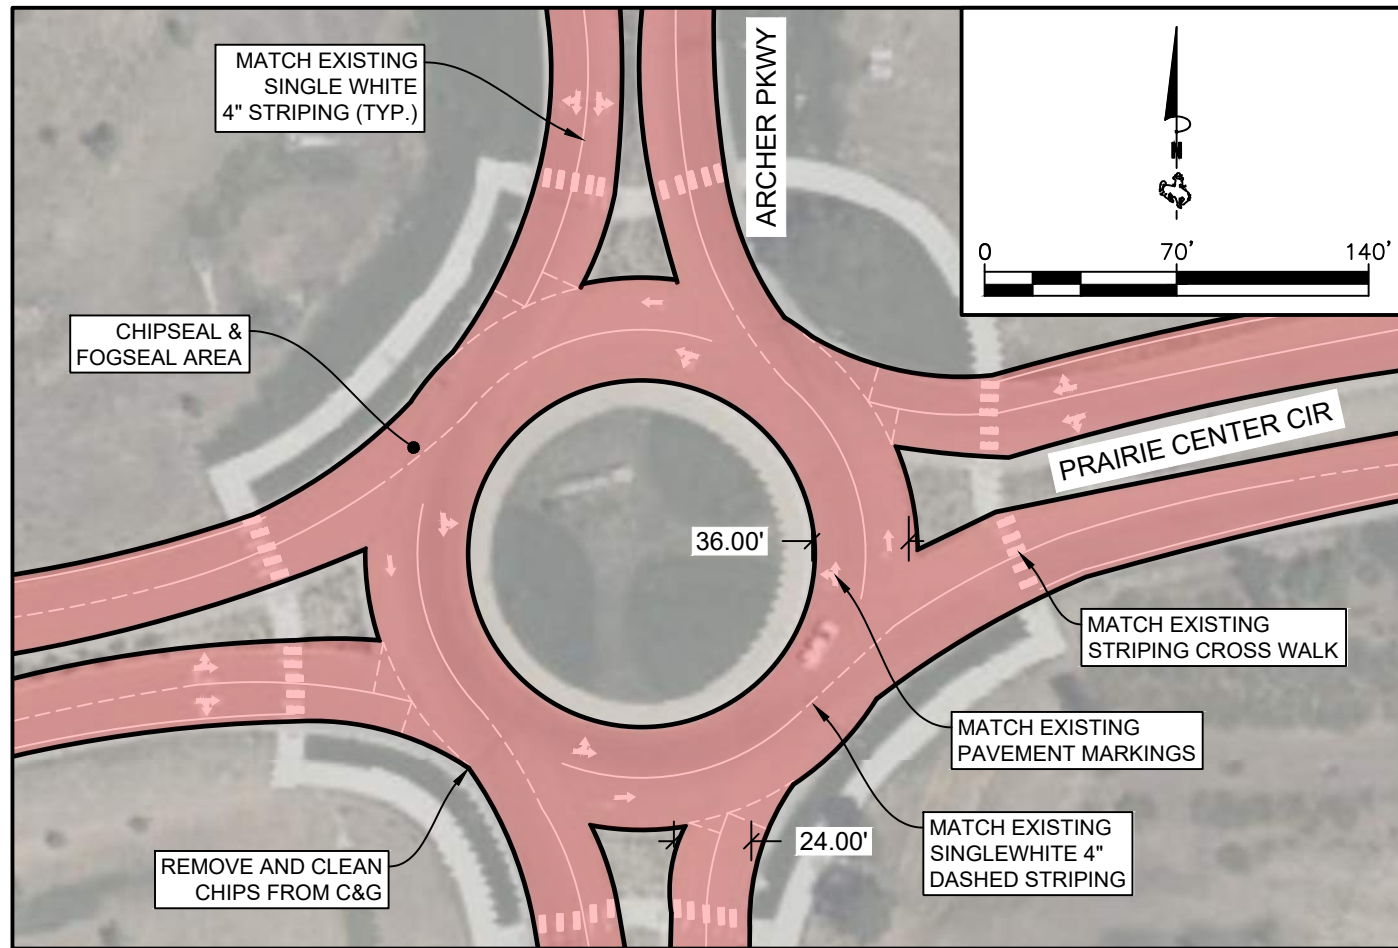 MATCH EXISTING
SINGLE WHITE
4" STRIPING (TYP.)
ARCHER PKWY
N
0
70'
140'
CHIPSEAL &
FOGSEAL AREA
PRAIRIE CENTER CIR
36.00'
MATCH EXISTING
STRIPING CROSS WALK
MATCH EXISTING
PAVEMENT MARKINGS
MATCH EXISTING
SINGLEWHITE 4"
DASHED STRIPING
24.00'
REMOVE AND CLEAN
CHIPS FROM C&G